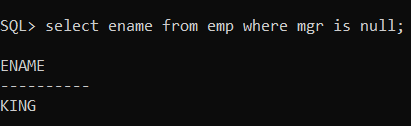 SQL> select ename from emp where mgr is null;
ENAME
----------
KING